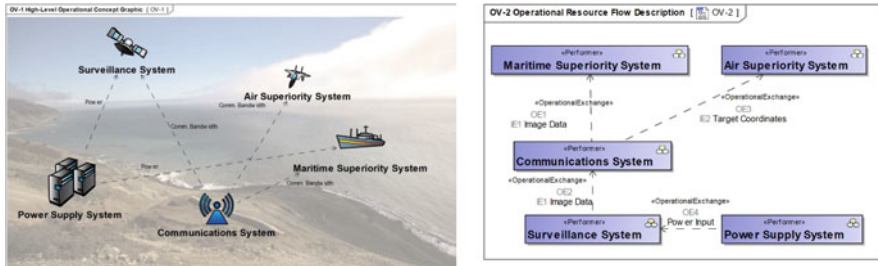 OV-1 High-Level Operational Concept Graphic [ OV-1 ]
Surveillance System
Air Superiority System
Power
Comm. Bandwidth
Comm. Bandwidth
Power
Maritime Superiority System
Comm. Bandwidth
Power Supply System
Communications System
OV-2 Operational Resource Flow Description [ OV-2 ]
«Performer»
Maritime Superiority System
«Performer»
Air Superiority System
«OperationalExchange»
OE1
IE1 Image Data
«OperationalExchange»
OE3
IE2 Target Coordinates
«Performer»
Communications System
«OperationalExchange»
OE2
IE1 Image Data
«OperationalExchange»
OE4
Power Input
«Performer»
Surveillance System
«Performer»
Power Supply System